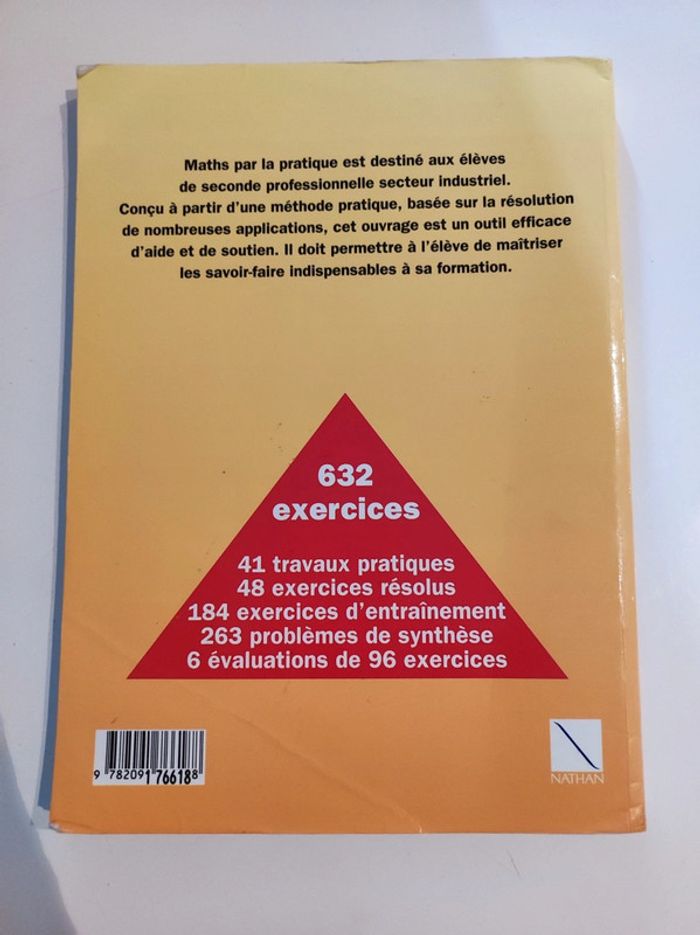 Maths par la pratique est destiné aux élèves
de seconde professionnelle secteur industriel.
Conçu à partir d'une méthode pratique, basée sur la résolution
de nombreuses applications, cet ouvrage est un outil efficace
d'aide et de soutien. Il doit permettre à l'élève de maîtriser
les savoir-faire indispensables à sa formation.
632
exercices
41 travaux pratiques
48 exercices résolus
184 exercices d'entraînement
263 problèmes de synthèse
6 évaluations de 96 exercices
9 782091 766188
NATHAN